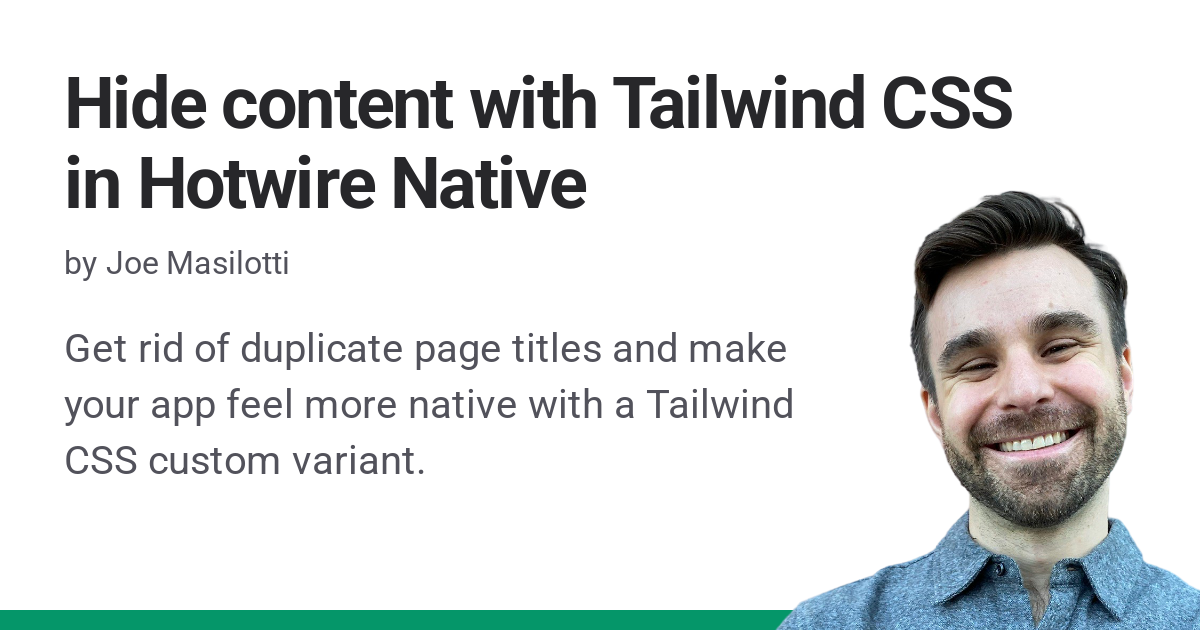 Hide content with Tailwind CSS
in Hotwire Native
by Joe Masilotti
Get rid of duplicate page titles and make
your app feel more native with a Tailwind
CSS custom variant.